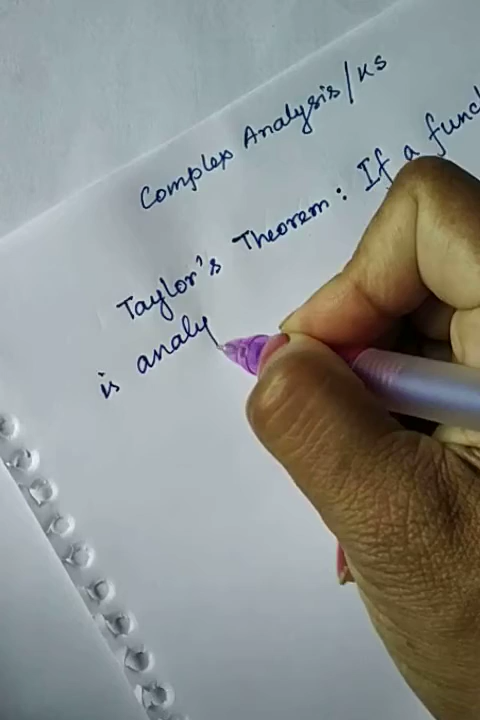 Complex Analysis/KS
Taylor's Theorem: If a func
is analy